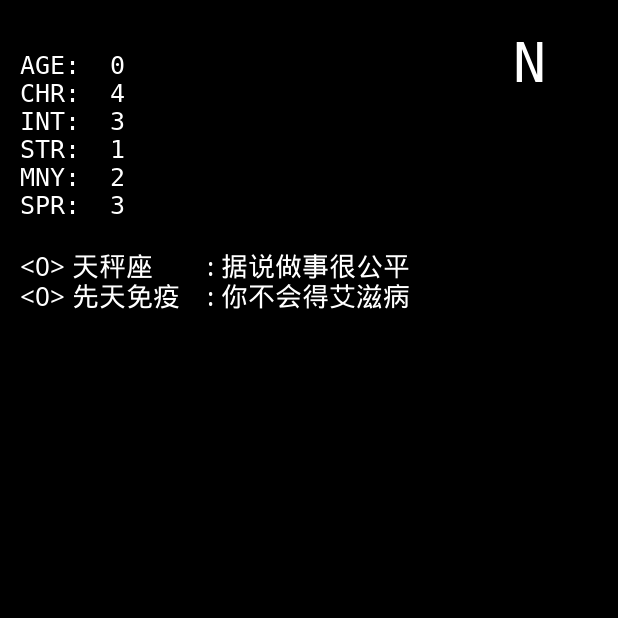 N
AGE: 0
CHR: 4
INT: 3
STR: 1
MNY: 2
SPR: 3
<O> 天秤座 : 据说做事很公平
<O> 先天免疫 : 你不会得艾滋病